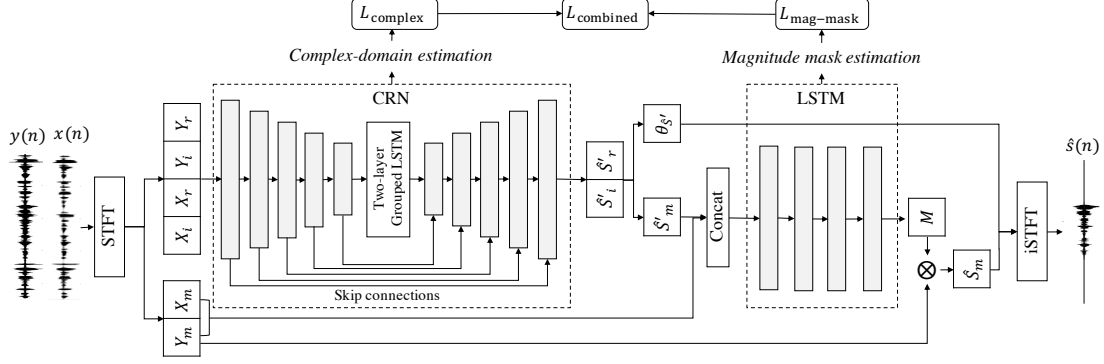 L_complex
L_combined
L_mag−mask
Complex-domain estimation
Magnitude mask estimation
CRN
LSTM
y(n)
x(n)
ŝ(n)
STFT
Y_r
Y_i
X_r
X_i
X_m
Y_m
Two-layer
Grouped LSTM
Skip connections
Ŝ'_r
Ŝ'_i
θ_Ŝ'
Ŝ'_m
Concat
M
⊗
Ŝ_m
iSTFT